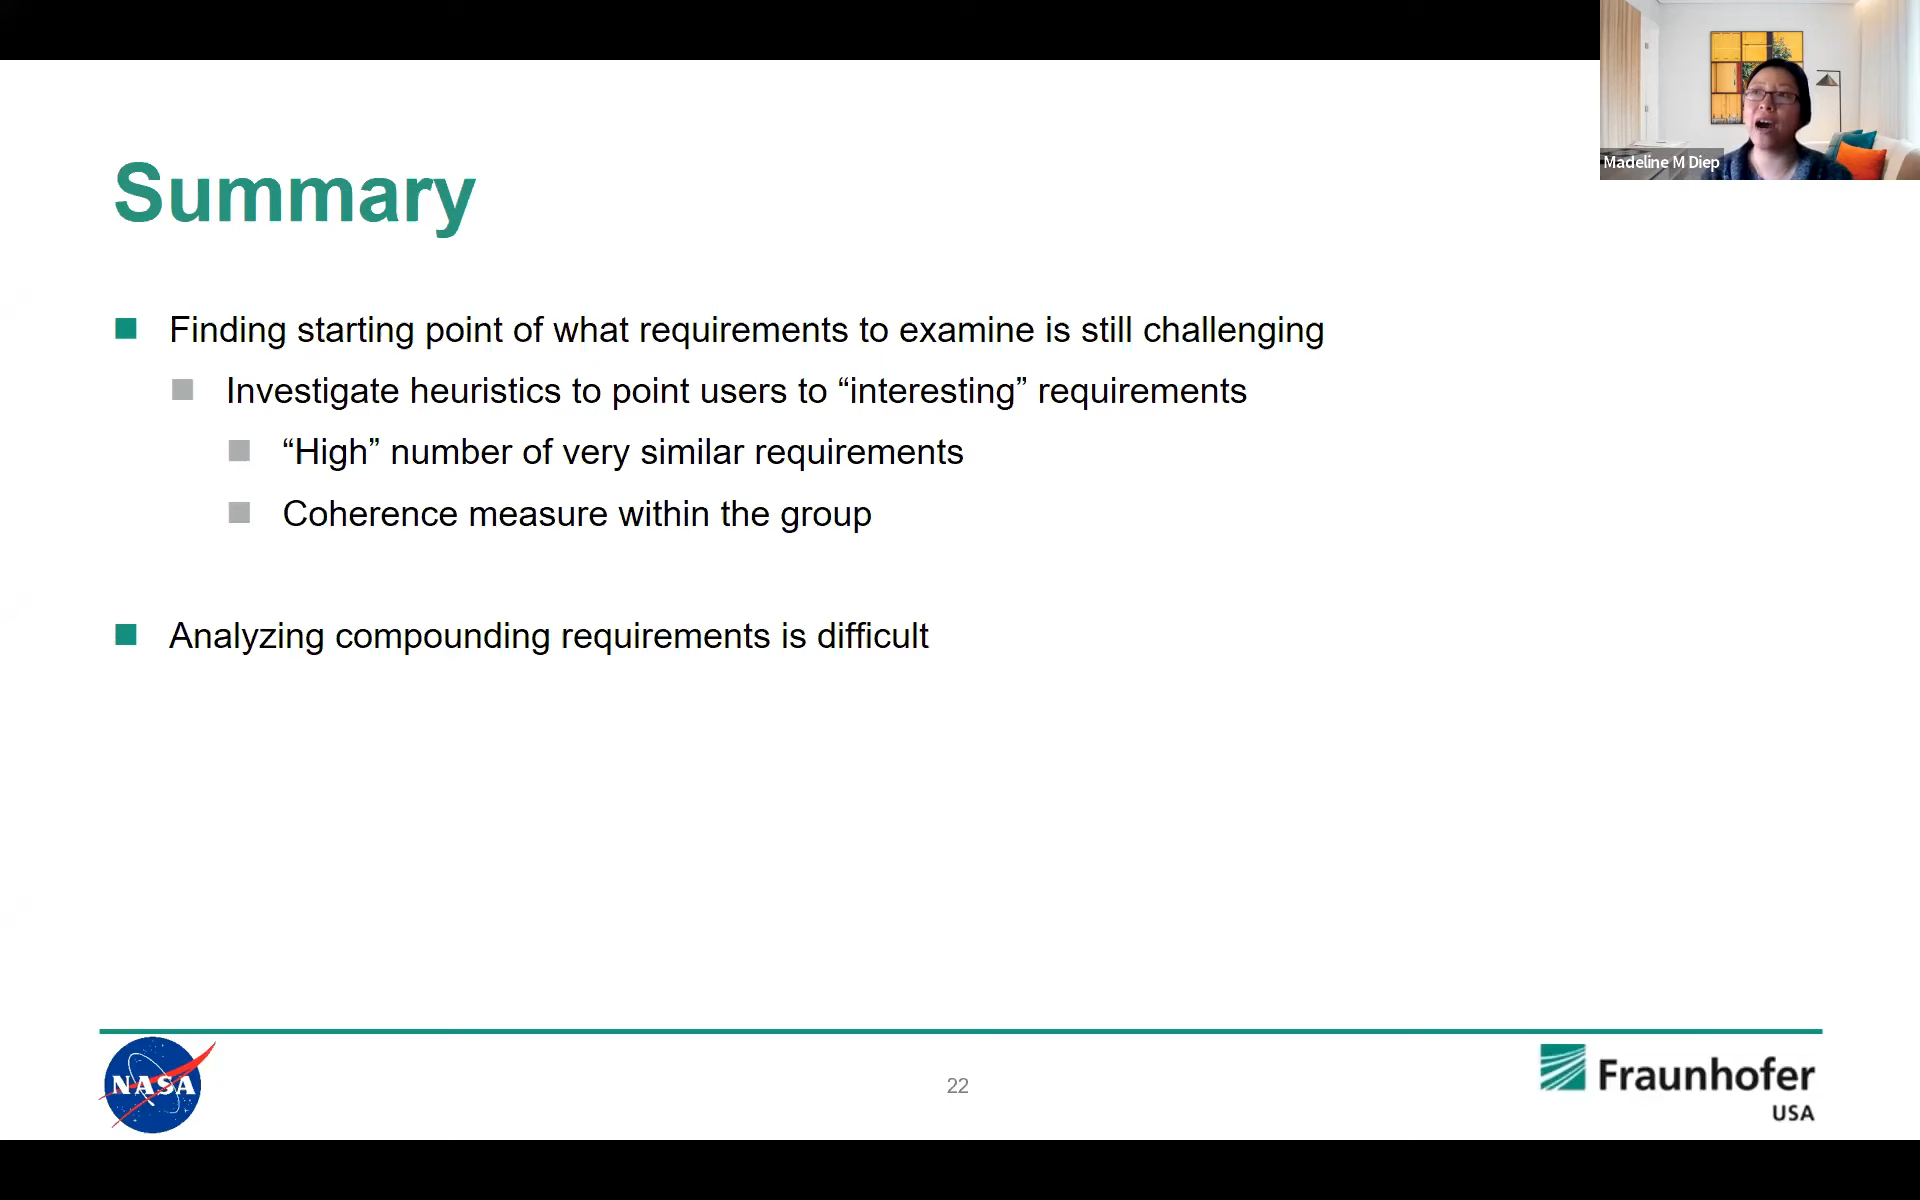 Madeline M Diep
Summary
Finding starting point of what requirements to examine is still challenging
Investigate heuristics to point users to “interesting” requirements
“High” number of very similar requirements
Coherence measure within the group
Analyzing compounding requirements is difficult
NASA
22
Fraunhofer
USA